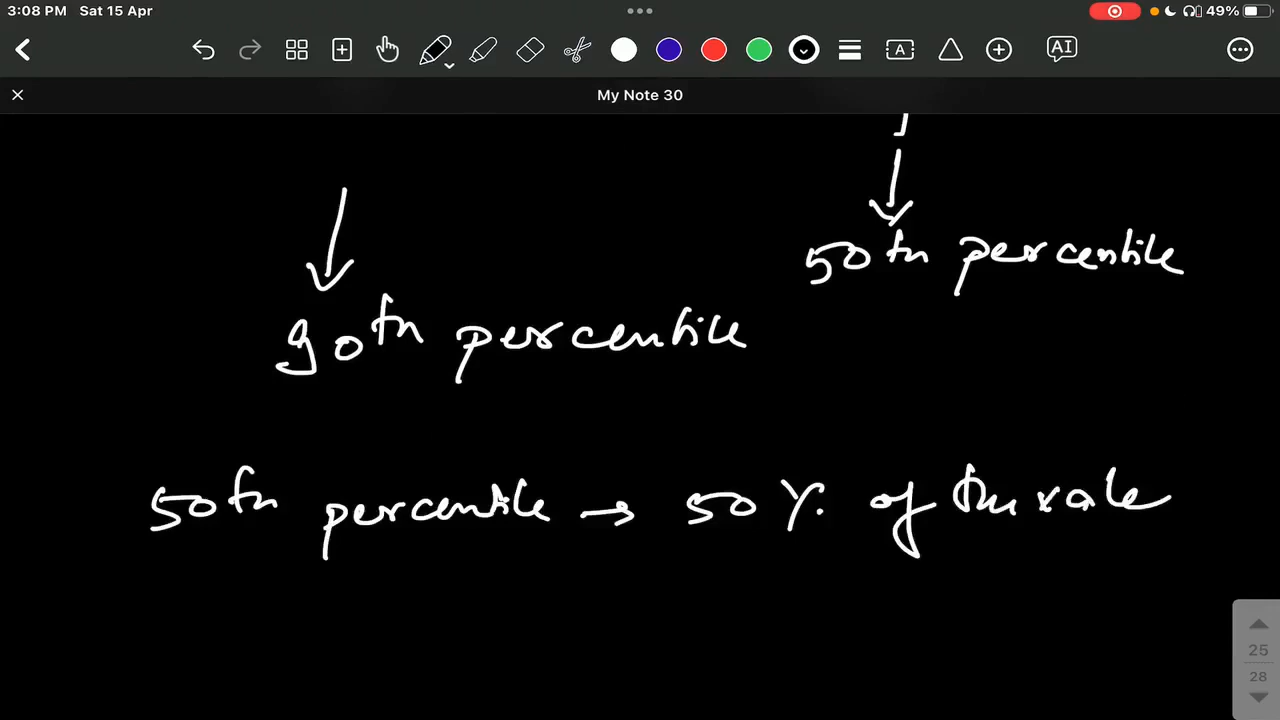 3:08 PM Sat 15 Apr 49%
A AI
My Note 30
50th percentile
90th percentile
50th percentile → 50 % of the
25
28